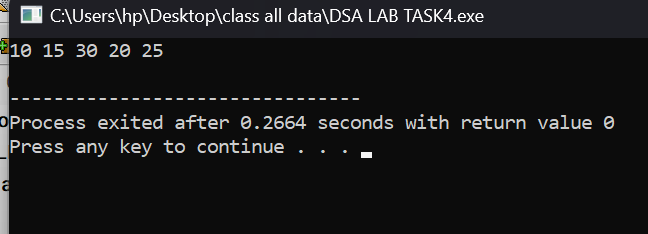 C:\Users\hp\Desktop\class all data\DSA LAB TASK4.exe
10 15 30 20 25
--------------------------------
Process exited after 0.2664 seconds with return value 0
Press any key to continue . . .